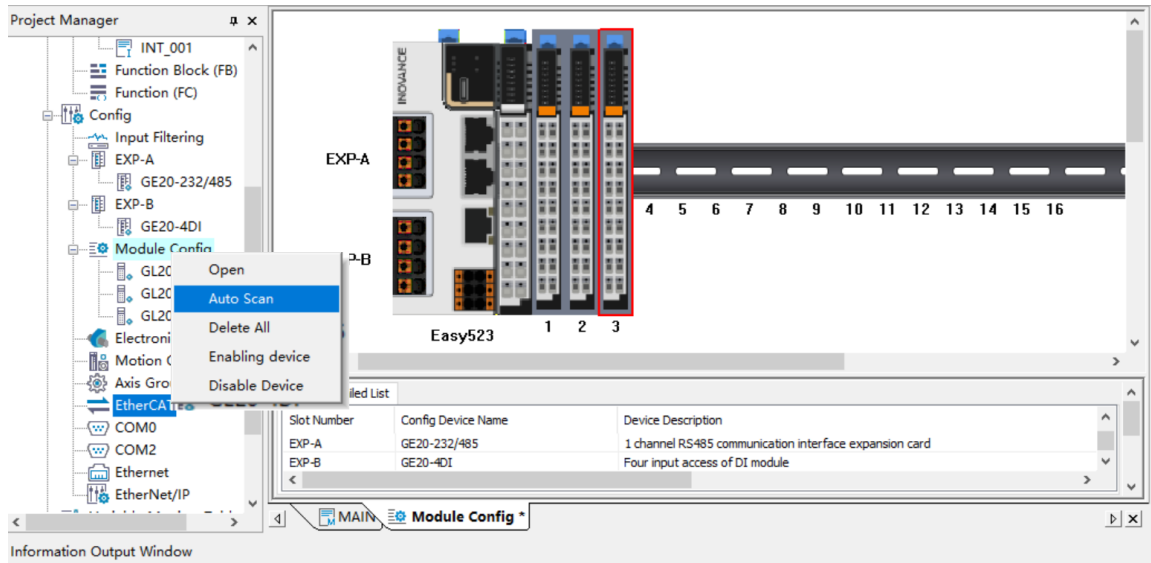 Project Manager
INT_001
Function Block (FB)
Function (FC)
Config
Input Filtering
EXP-A
GE20-232/485
EXP-B
GE20-4DI
Module Config
GL20
GL20
GL20
Electroni
Motion
Axis Gro
EtherCAT
COM0
COM2
Ethernet
EtherNet/IP
Open
Auto Scan
Delete All
Enabling device
Disable Device
INOVANCE
EXP-A
4 5 6 7 8 9 10 11 12 13 14 15 16
P-B
Easy523
1 2 3
iled List
Slot Number Config Device Name Device Description
EXP-A GE20-232/485 1 channel RS485 communication interface expansion card
EXP-B GE20-4DI Four input access of DI module
MAIN Module Config *
Information Output Window